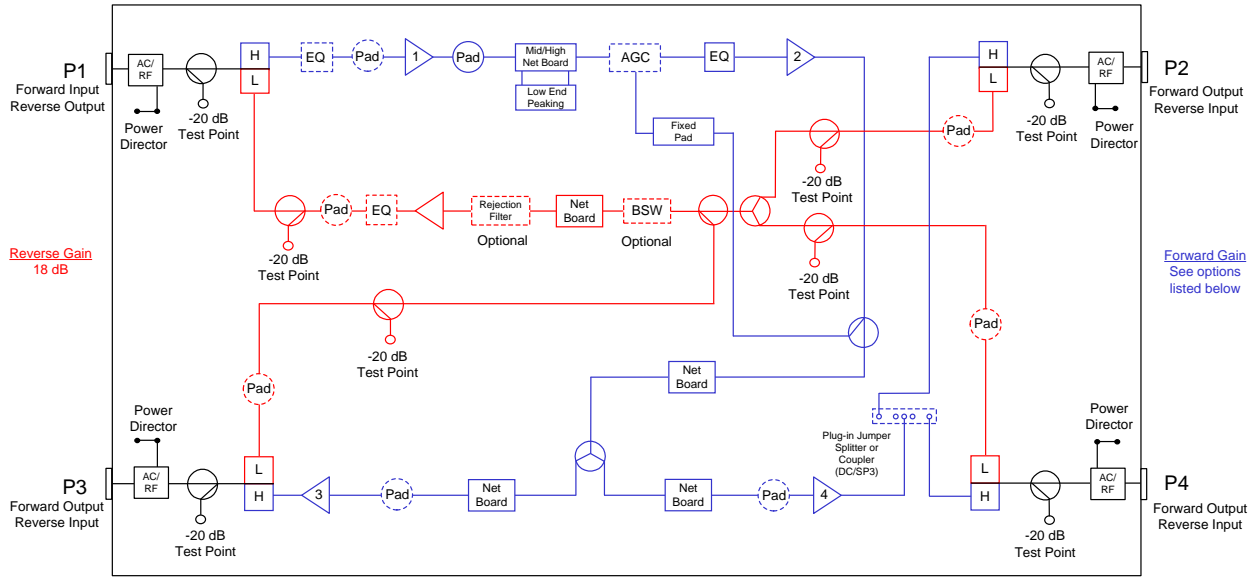 P1
Forward Input
Reverse Output
AC/
RF
Power
Director
-20 dB
Test Point
H
L
EQ
Pad
1
Pad
Mid/High
Net Board
Low End
Peaking
AGC
EQ
2
Fixed
Pad
H
L
-20 dB
Test Point
AC/
RF
Power
Director
P2
Forward Output
Reverse Input
Pad
-20 dB
Test Point
-20 dB
Test Point
Pad
EQ
Rejection
Filter
Optional
Net
Board
BSW
Optional
-20 dB
Test Point
Reverse Gain
18 dB
Forward Gain
See options
listed below
-20 dB
Test Point
Pad
Pad
Net
Board
Plug-in Jumper
Splitter or
Coupler
(DC/SP3)
P3
Forward Output
Reverse Input
Power
Director
AC/
RF
-20 dB
Test Point
L
H
3
Pad
Net
Board
Net
Board
Pad
4
L
H
-20 dB
Test Point
Power
Director
AC/
RF
P4
Forward Output
Reverse Input